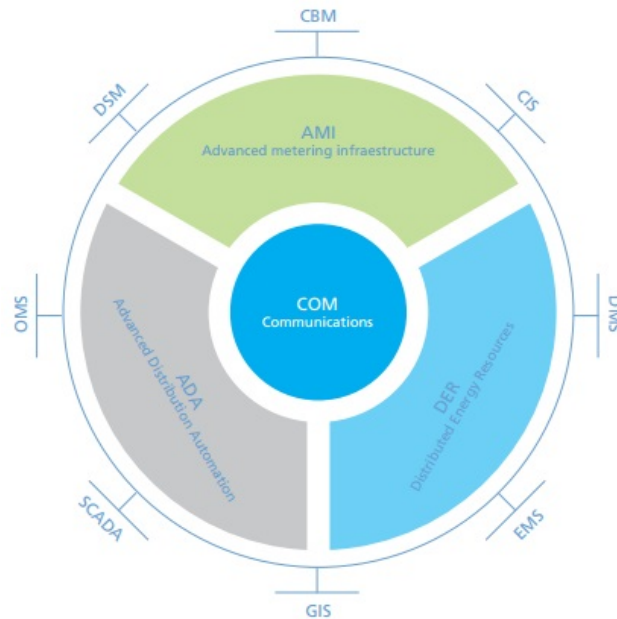 CBM
DSM
CIS
AMI
Advanced metering infraestructure
OMS
COM
Communications
DMS
ADA
Advanced Distribution Automation
DER
Distributed Energy Resources
SCADA
EMS
GIS